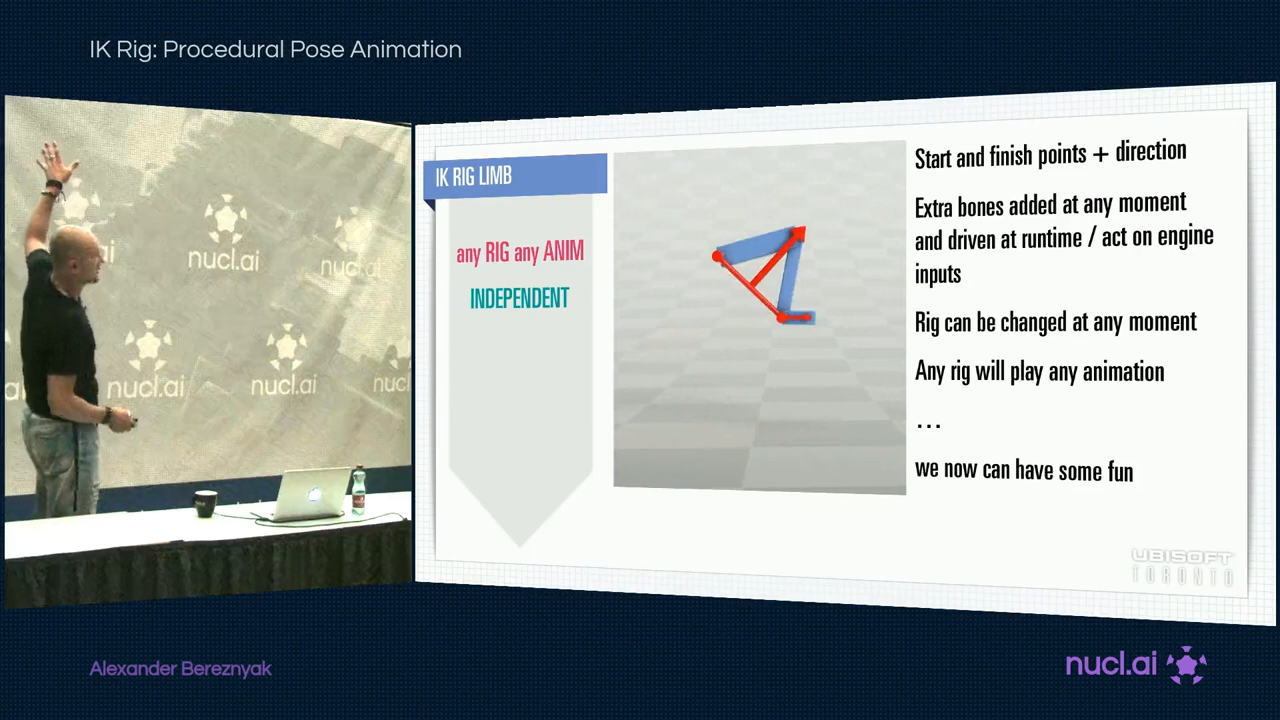 IK Rig: Procedural Pose Animation
nucl.ai
nucl.ai
nucl.ai
nucl.ai
IK RIG LIMB
any RIG any ANIM
INDEPENDENT
Start and finish points + direction
Extra bones added at any moment
and driven at runtime / act on engine
inputs
Rig can be changed at any moment
Any rig will play any animation
...
we now can have some fun
UBISOFT
TORONTO
Alexander Bereznyak
nucl.ai